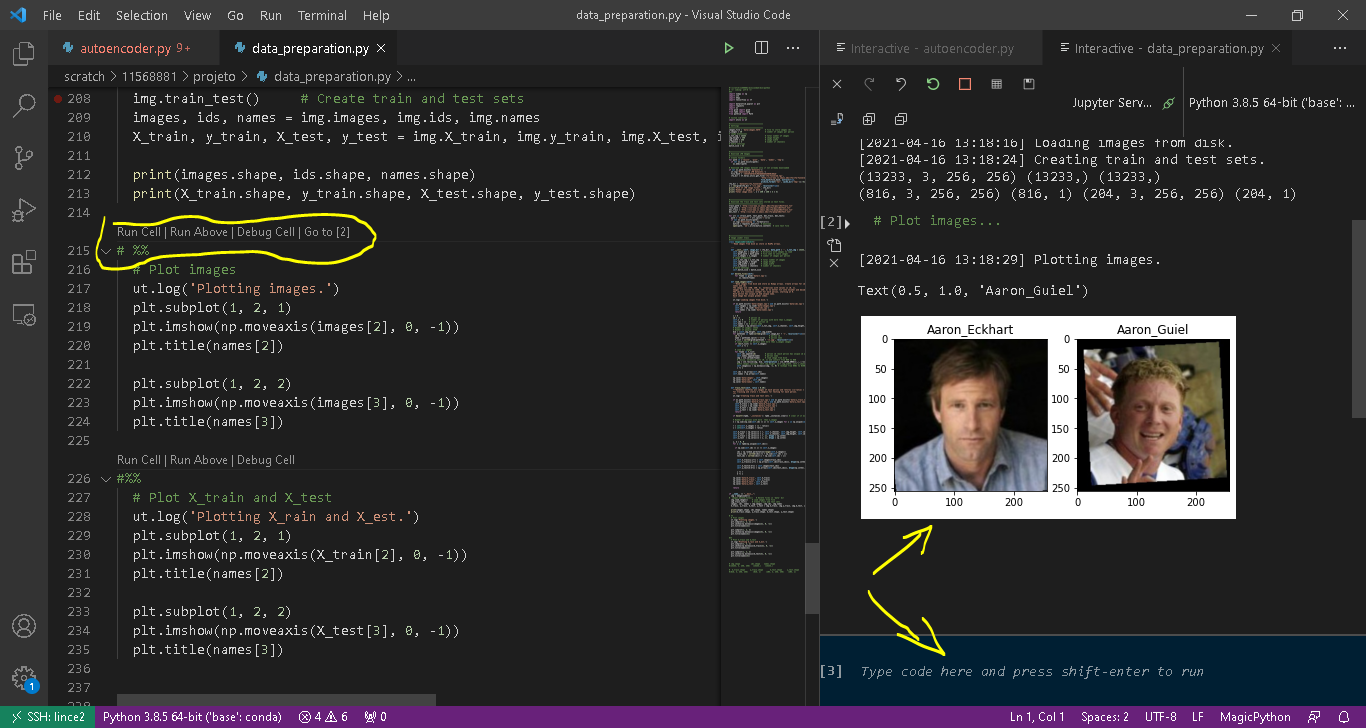 File Edit Selection View Go Run Terminal Help
data_preparation.py - Visual Studio Code
autoencoder.py 9+
data_preparation.py
scratch > 11568881 > projeto > data_preparation.py > ...
208 img.train_test() # Create train and test sets
209 images, ids, names = img.images, img.ids, img.names
210 X_train, y_train, X_test, y_test = img.X_train, img.y_train, img.X_test, i
211
212 print(images.shape, ids.shape, names.shape)
213 print(X_train.shape, y_train.shape, X_test.shape, y_test.shape)
214
Run Cell | Run Above | Debug Cell | Go to [2]
215 # %%
216 # Plot images
217 ut.log('Plotting images.')
218 plt.subplot(1, 2, 1)
219 plt.imshow(np.moveaxis(images[2], 0, -1))
220 plt.title(names[2])
221
222 plt.subplot(1, 2, 2)
223 plt.imshow(np.moveaxis(images[3], 0, -1))
224 plt.title(names[3])
225
Run Cell | Run Above | Debug Cell
226 #%%
227 # Plot X_train and X_test
228 ut.log('Plotting X_rain and X_est.')
229 plt.subplot(1, 2, 1)
230 plt.imshow(np.moveaxis(X_train[2], 0, -1))
231 plt.title(names[2])
232
233 plt.subplot(1, 2, 2)
234 plt.imshow(np.moveaxis(X_test[3], 0, -1))
235 plt.title(names[3])
236
237
Interactive - autoencoder.py
Interactive - data_preparation.py
Jupyter Serv...
Python 3.8.5 64-bit ('base': ...
[2021-04-16 13:18:16] Loading images from disk.
[2021-04-16 13:18:24] Creating train and test sets.
(13233, 3, 256, 256) (13233,) (13233,)
(816, 3, 256, 256) (816, 1) (204, 3, 256, 256) (204, 1)
[2] # Plot images...
[2021-04-16 13:18:29] Plotting images.
Text(0.5, 1.0, 'Aaron_Guiel')
Aaron_Eckhart
0
50
100
150
200
250
0 100 200
Aaron_Guiel
0
50
100
150
200
250
0 100 200
[3] Type code here and press shift-enter to run
1
SSH: lince2
Python 3.8.5 64-bit ('base': conda)
4 6
0
Ln 1, Col 1
Spaces: 2
UTF-8
LF
MagicPython